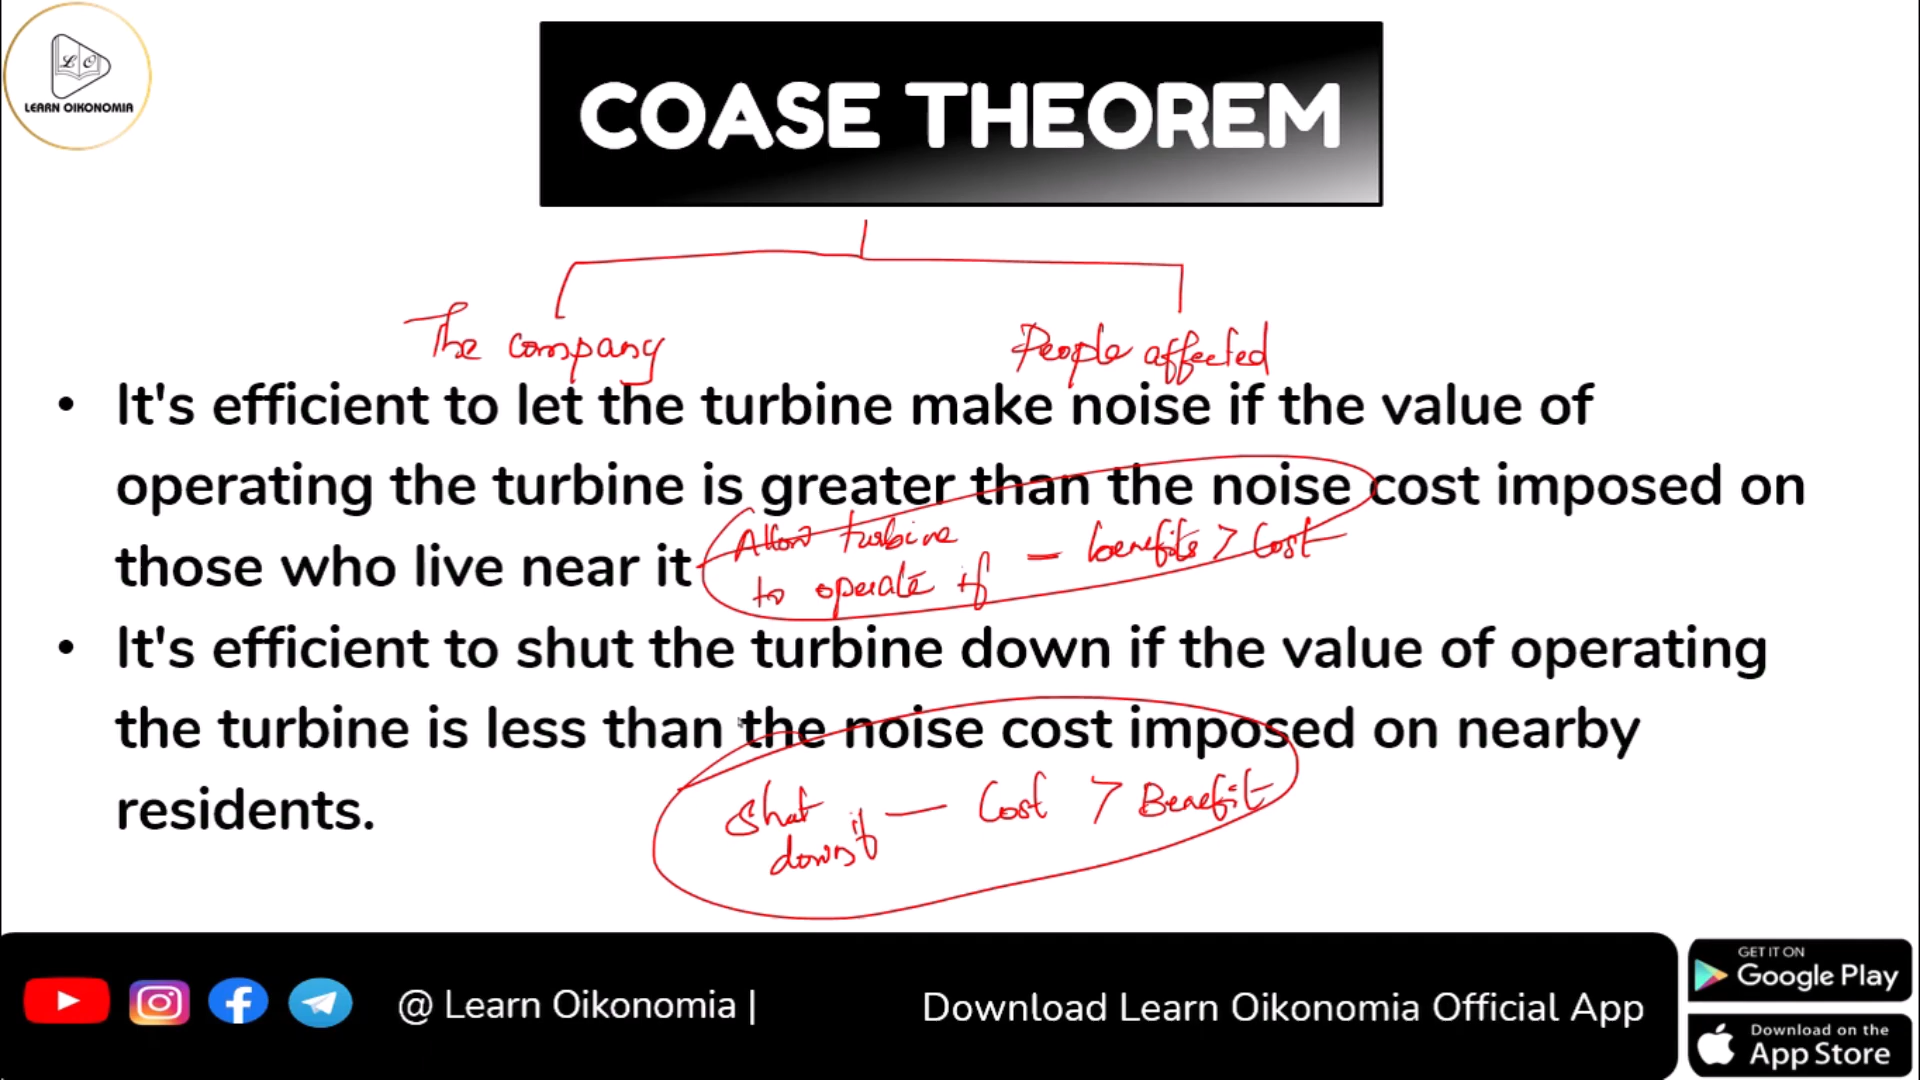 L O
LEARN OIKONOMIA
COASE THEOREM
The company
People affected
• It's efficient to let the turbine make noise if the value of
operating the turbine is greater than the noise cost imposed on
those who live near it
Allow turbine
to operate if — benefits > Cost
• It's efficient to shut the turbine down if the value of operating
the turbine is less than the noise cost imposed on nearby
residents.
Shut
down if — Cost > Benefit
@ Learn Oikonomia |
Download Learn Oikonomia Official App
GET IT ON
Google Play
Download on the
App Store